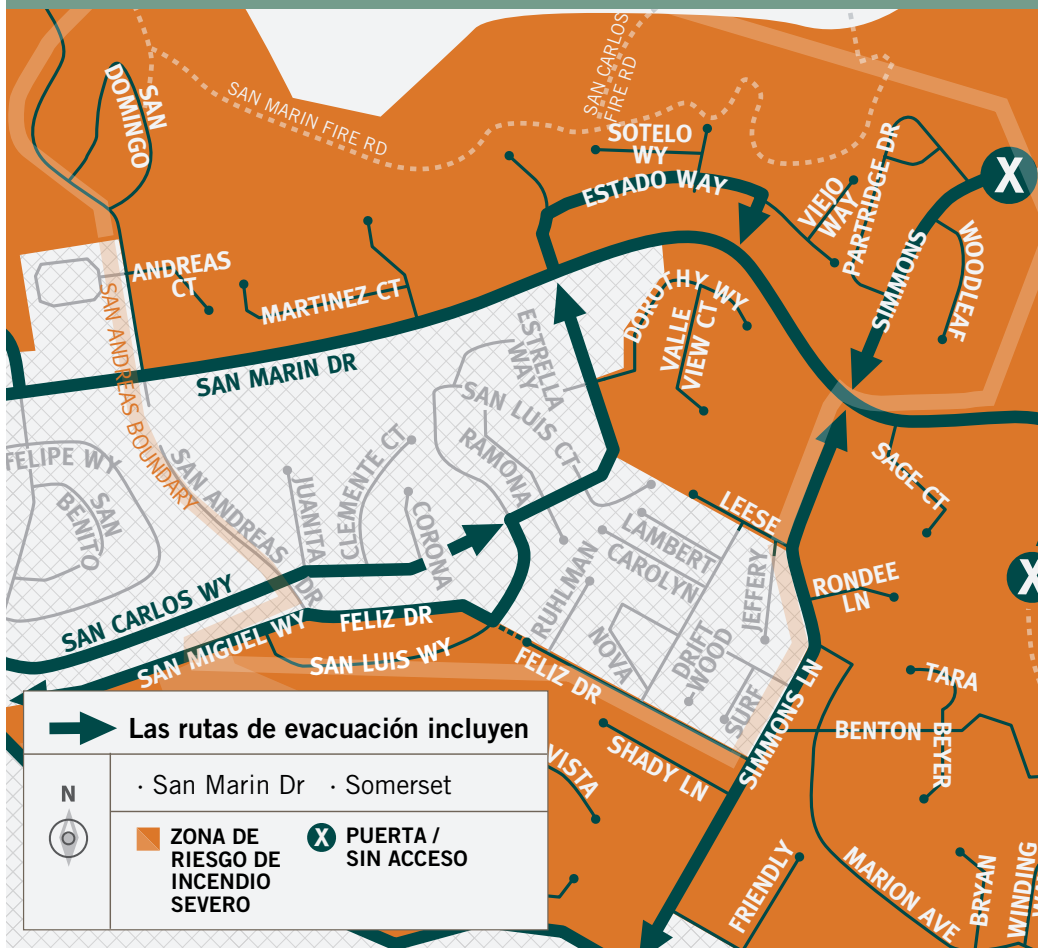 SAN
DOMINGO
SAN MARIN FIRE RD
SAN CARLOS
FIRE RD
SOTELO
WY
ESTADO WAY
VIEJO
WAY
PARTRIDGE DR
SIMMONS
X
WOODLEAF
ANDREAS
CT
MARTINEZ CT
SAN ANDREAS BOUNDARY
SAN MARIN DR
DOROTHY WY
VALLE
VIEW CT
ESTRELLA
WAY
SAN LUIS CT
RAMONA
FELIPE WY
SAN
BENITO
SAN ANDREAS DR
JUANITA
CLEMENTE CT
CORONA
SAGE CT
LEESE
LAMBERT
CAROLYN
JEFFERY
RUHLMAN
NOVA
DRIFT
WOOD
SURF
RONDEE
LN
X
SAN CARLOS WY
SAN MIGUEL WY
FELIZ DR
SAN LUIS WY
FELIZ DR
SIMMONS LN
TARA
BENTON
BEYER
SHADY LN
VISTA
MARION AVE
FRIENDLY
BRYAN
WINDING
Las rutas de evacuación incluyen
N
· San Marin Dr · Somerset
ZONA DE
RIESGO DE
INCENDIO
SEVERO
X
PUERTA /
SIN ACCESO